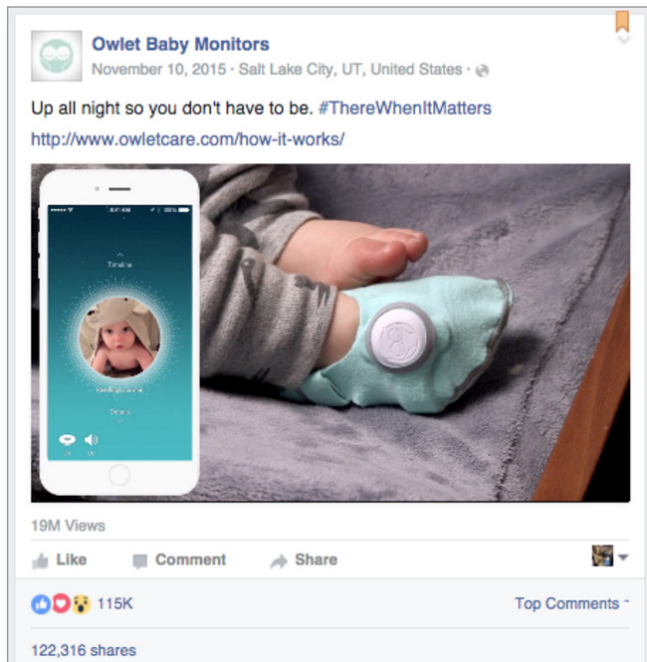 Owlet Baby Monitors
November 10, 2015 · Salt Lake City, UT, United States ·
Up all night so you don't have to be. #ThereWhenItMatters
http://www.owletcare.com/how-it-works/
Timeline
Details
19M Views
Like Comment Share
115K Top Comments
122,316 shares